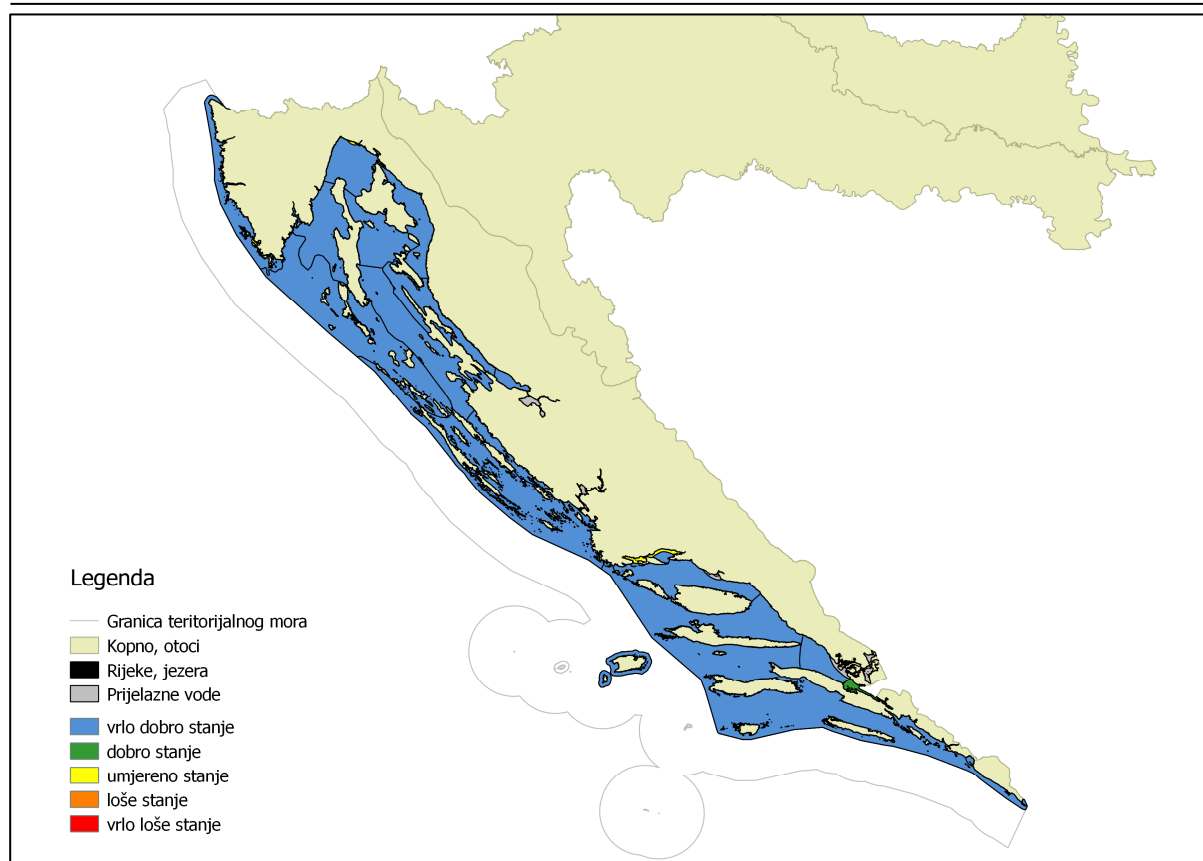 Legenda
Granica teritorijalnog mora
Kopno, otoci
Rijeke, jezera
Prijelazne vode
vrlo dobro stanje
dobro stanje
umjereno stanje
loše stanje
vrlo loše stanje